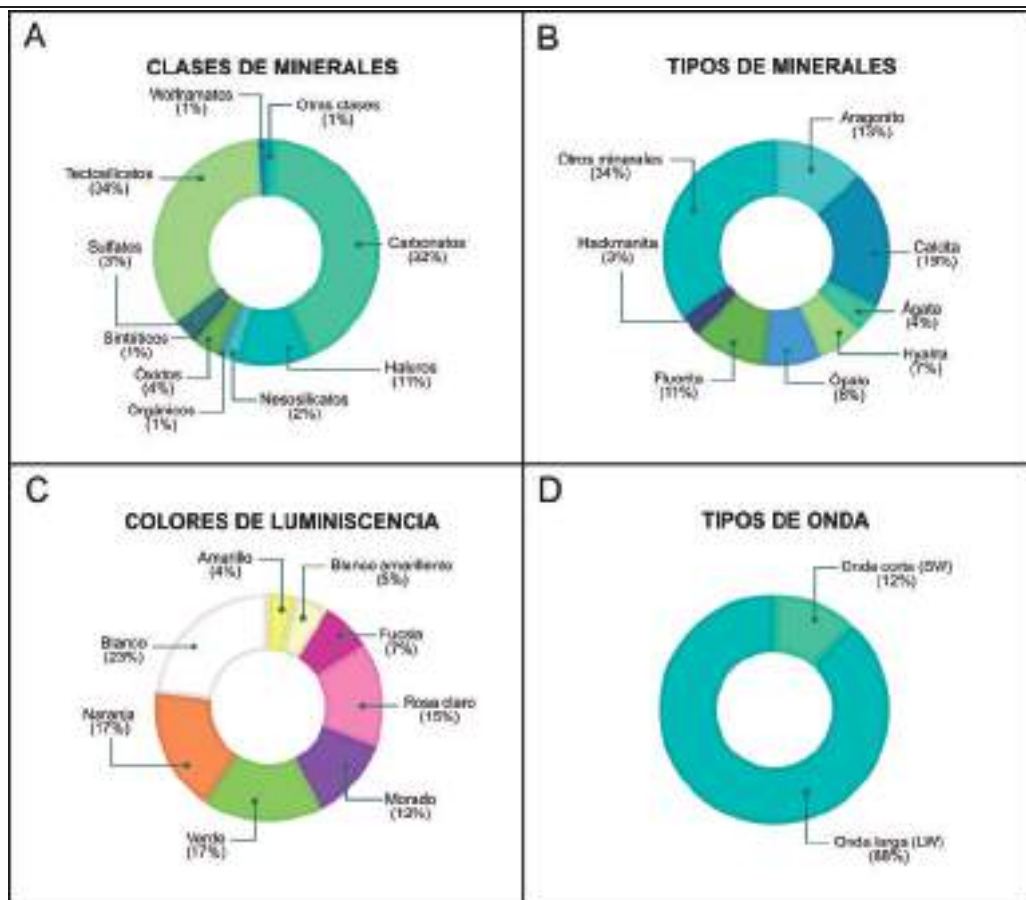 A
CLASES DE MINERALES
Wolframatos
(1%)
Otras clases
(1%)
Tectosilicatos
(34%)
Carbonatos
Sulfatos
(3%)
Sintéticos
(1%)
Óxidos
(4%)
Orgánicos
(1%)
Nesosilicatos
(2%)
Haluros
(11%)
B
TIPOS DE MINERALES
Aragonito
(13%)
Otros minerales
(34%)
Hackmanita
(3%)
Calcita
(19%)
Ágata
(4%)
Hyalita
(7%)
Ópalo
(8%)
Fluorita
(11%)
C
COLORES DE LUMINISCENCIA
Amarillo
(4%)
Blanco amarillento
(5%)
Fucsia
(7%)
Blanco
(23%)
Rosa claro
(15%)
Naranja
(17%)
Morado
(12%)
Verde
(17%)
D
TIPOS DE ONDA
Onda corta (SW)
(12%)
Onda larga (LW)
(88%)